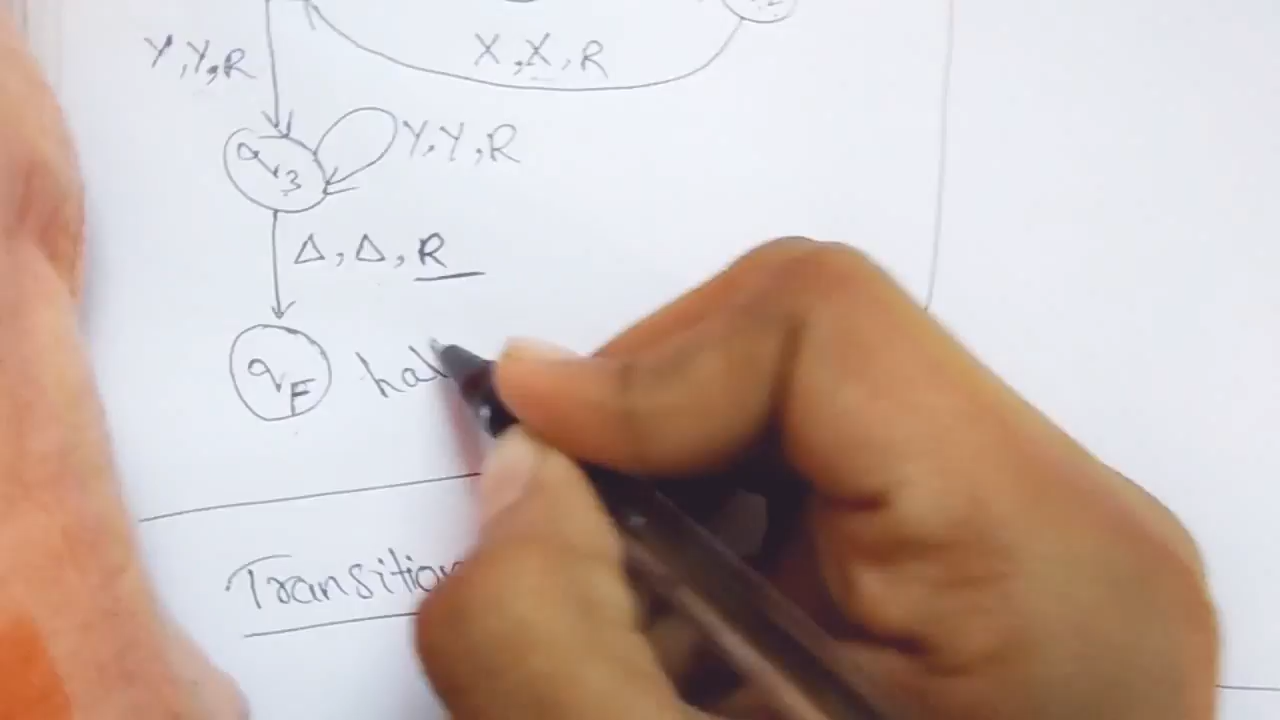 X,X,R
Y,Y,R
Y,Y,R
q3
Δ,Δ,R
qF
Transition